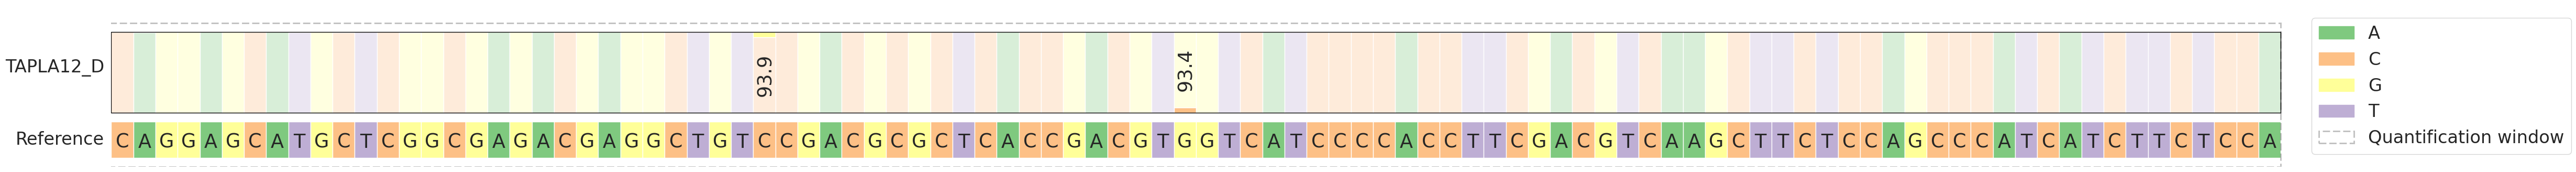 93.9
93.4
TAPLA12_D
Reference C A G G A G C A T G C T C G G C G A G A C G A G G C T G T C C G A C G C G C T C A C C G A C G T G G T C A T C C C C A C C T T C G A C G T C A A G C T T C T C C A G C C C A T C A T C T T C T C C A
A
C
G
T
Quantification window